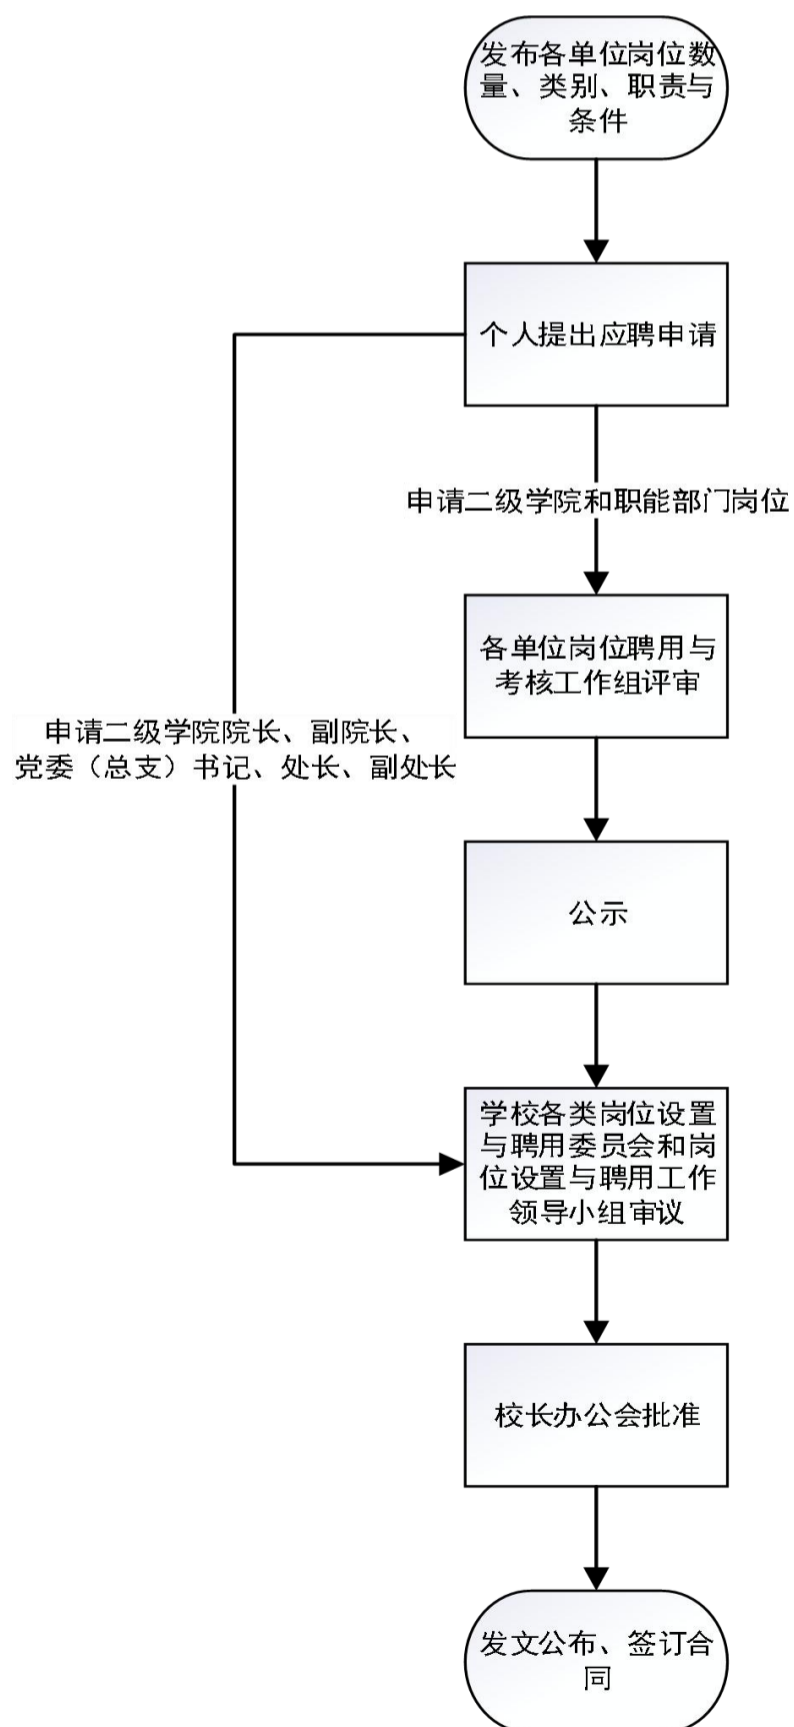 发布各单位岗位数
量、类别、职责与
条件
个人提出应聘申请
申请二级学院和职能部门岗位
各单位岗位聘用与
考核工作组评审
申请二级学院院长、副院长、
党委（总支）书记、处长、副处长
公示
学校各类岗位设置
与聘用委员会和岗
位设置与聘用工作
领导小组审议
校长办公会批准
发文公布、签订合
同